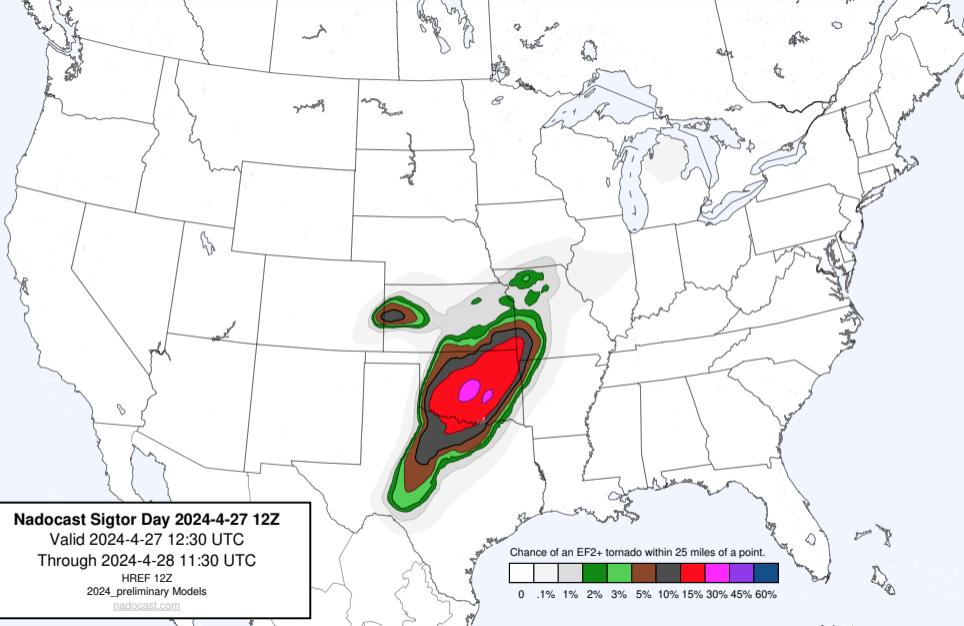 Nadocast Sigtor Day 2024-4-27 12Z
Valid 2024-4-27 12:30 UTC
Through 2024-4-28 11:30 UTC
HREF 12Z
2024_preliminary Models
nadocast.com
Chance of an EF2+ tornado within 25 miles of a point.
0 .1% 1% 2% 3% 5% 10% 15% 30% 45% 60%